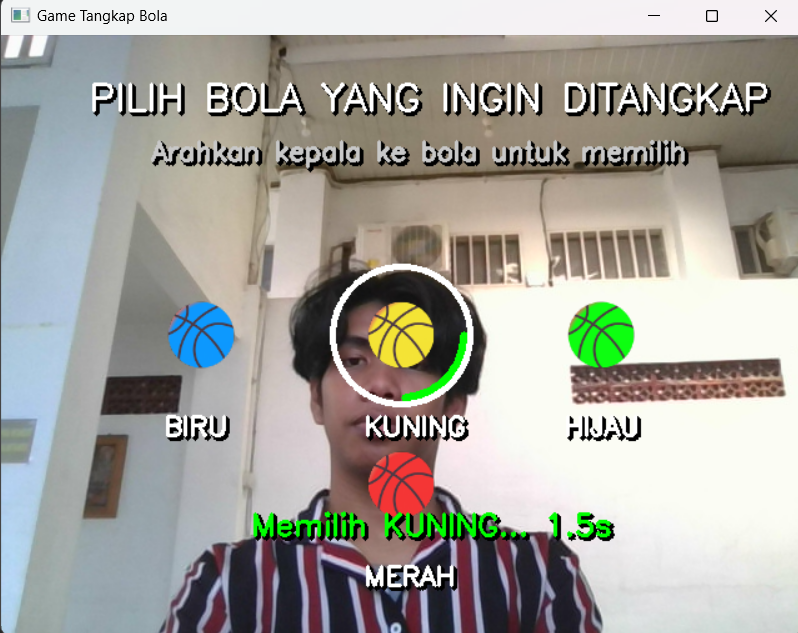 Game Tangkap Bola
PILIH BOLA YANG INGIN DITANGKAP
Arahkan kepala ke bola untuk memilih
BIRU KUNING HIJAU
Memilih KUNING... 1.5s
MERAH